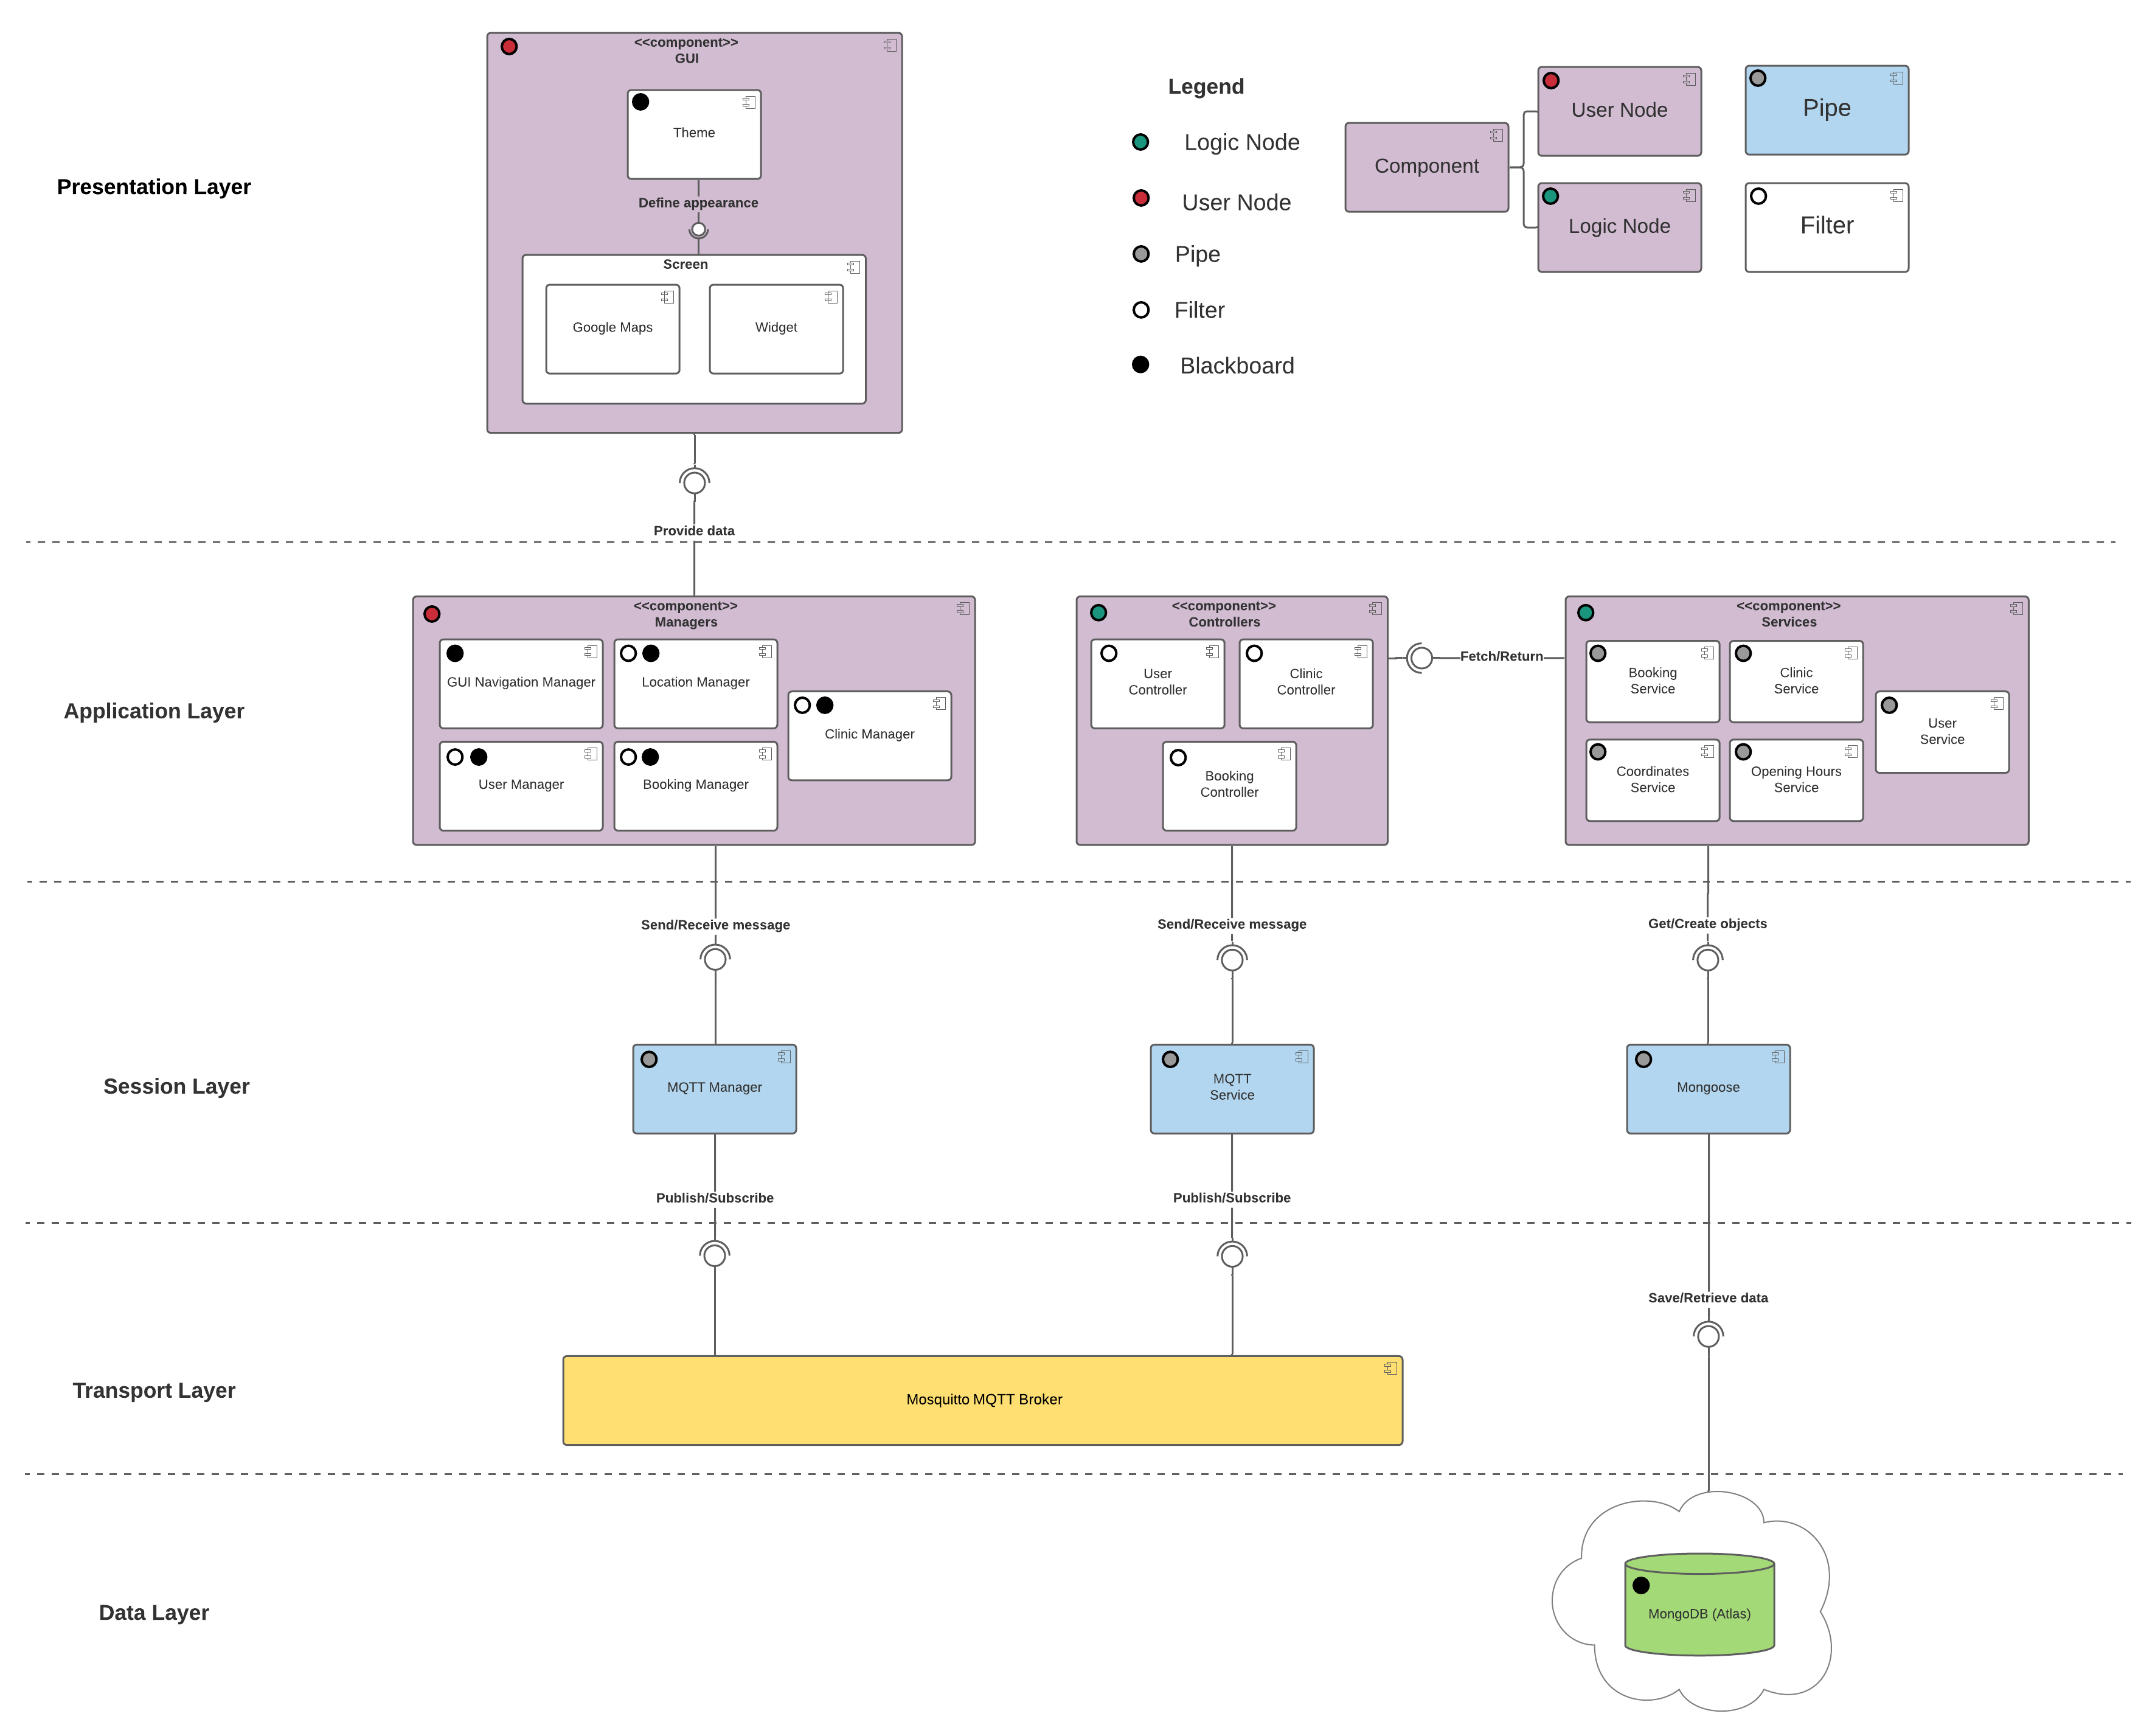 <<component>>
GUI
Theme
Define appearance
Screen
Google Maps
Widget
Presentation Layer
Provide data
Legend
Logic Node
User Node
Pipe
Filter
Blackboard
Component
User Node
Logic Node
Pipe
Filter
Application Layer
<<component>>
Managers
GUI Navigation Manager
Location Manager
Clinic Manager
User Manager
Booking Manager
<<component>>
Controllers
User
Controller
Clinic
Controller
Booking
Controller
Fetch/Return
<<component>>
Services
Booking
Service
Clinic
Service
User
Service
Coordinates
Service
Opening Hours
Service
Send/Receive message
Send/Receive message
Get/Create objects
Session Layer
MQTT Manager
MQTT
Service
Mongoose
Publish/Subscribe
Publish/Subscribe
Save/Retrieve data
Transport Layer
Mosquitto MQTT Broker
Data Layer
MongoDB (Atlas)